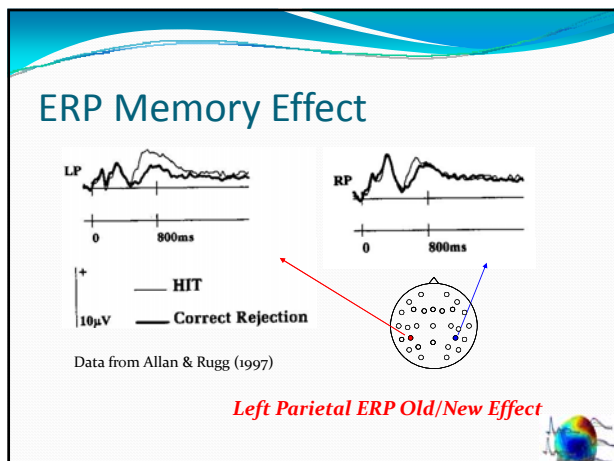 ERP Memory Effect
LP
0 800ms
RP
0 800ms
+
10μV
HIT
Correct Rejection
Data from Allan & Rugg (1997)
Left Parietal ERP Old/New Effect